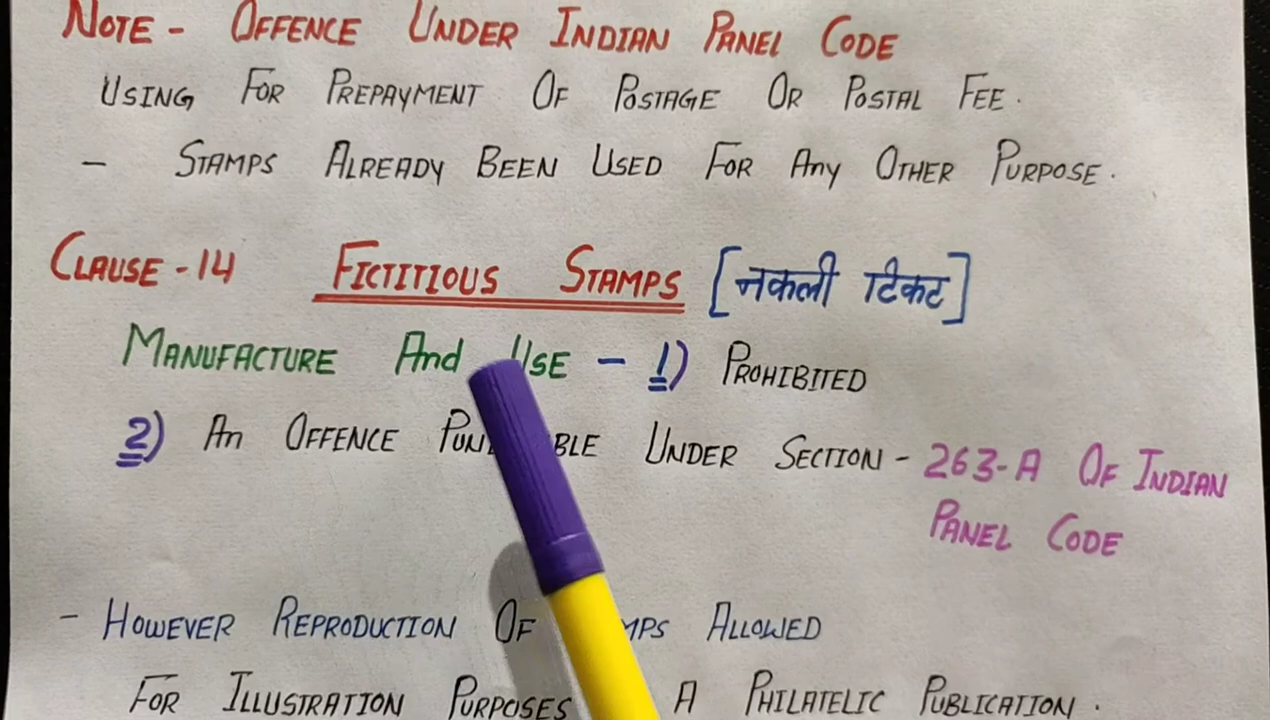 NOTE - OFFENCE UNDER INDIAN PANEL CODE
USING FOR PREPAYMENT OF POSTAGE OR POSTAL FEE.
- STAMPS ALREADY BEEN USED FOR ANY OTHER PURPOSE.
CLAUSE-14 FICTITIOUS STAMPS [नकली टिकट]
MANUFACTURE AND USE - 1) PROHIBITED
2) AN OFFENCE UNDER SECTION - 263-A OF INDIAN
PANEL CODE
- HOWEVER REPRODUCTION OF ALLOWED
FOR ILLUSTRATION PURPOSES A PHILATELIC PUBLICATION.